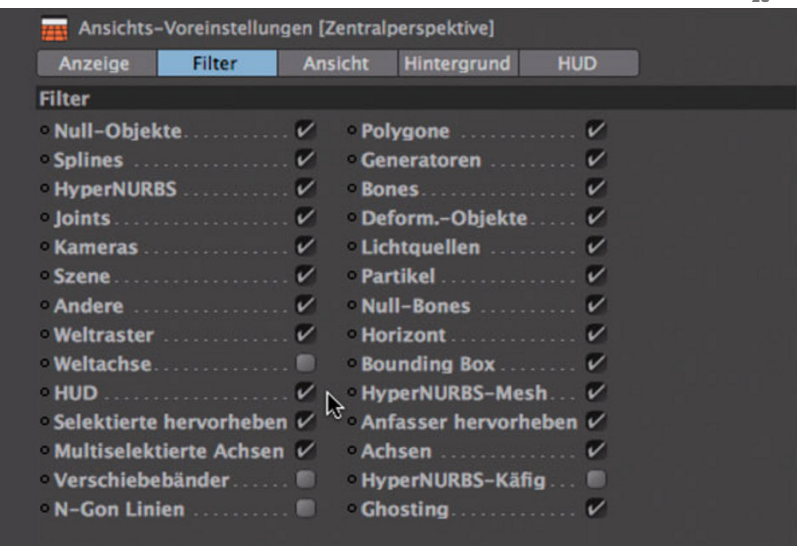 Ansichts-Voreinstellungen [Zentralperspektive]
Anzeige Filter Ansicht Hintergrund HUD
Filter
Null-Objekte Polygone
Splines Generatoren
HyperNURBS Bones
Joints Deform.-Objekte
Kameras Lichtquellen
Szene Partikel
Andere Null-Bones
Weltraster Horizont
Weltachse Bounding Box
HUD HyperNURBS-Mesh
Selektierte hervorheben Anfasser hervorheben
Multiselektierte Achsen Achsen
Verschiebebänder HyperNURBS-Käfig
N-Gon Linien Ghosting